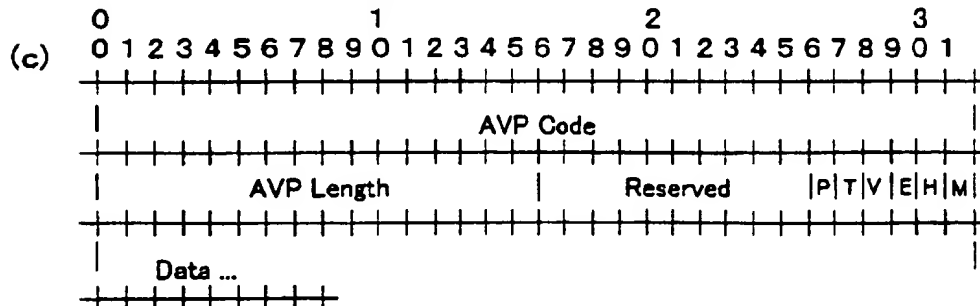 0 1 2 3
(c) 0 1 2 3 4 5 6 7 8 9 0 1 2 3 4 5 6 7 8 9 0 1 2 3 4 5 6 7 8 9 0 1
AVP Code
AVP Length Reserved P T V E H M
Data ...